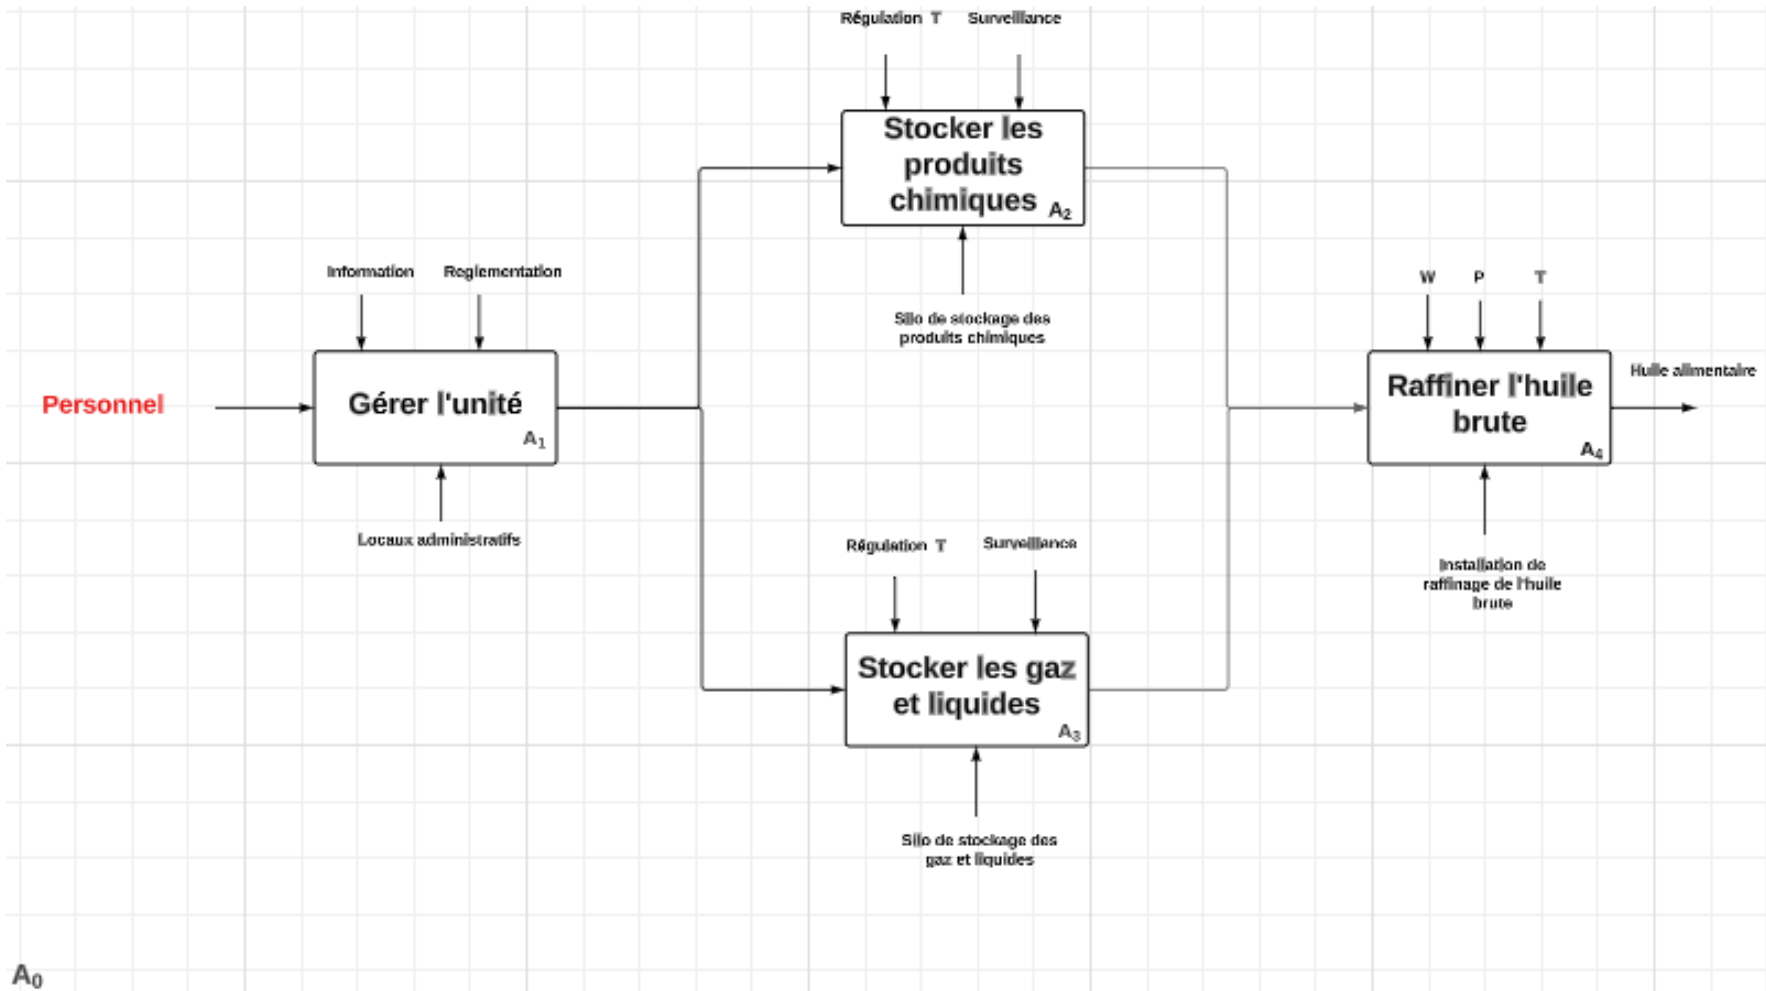 Régulation T
Surveillance
Stocker les
produits
chimiques
A2
Silo de stockage des
produits chimiques
Information
Reglementation
Personnel
Gérer l'unité
A1
Locaux administratifs
W
P
T
Raffiner l'huile
brute
A4
Huile alimentaire
Installation de
raffinage de l'huile
brute
Régulation T
Surveillance
Stocker les gaz
et liquides
A3
Silo de stockage des
gaz et liquides
A0